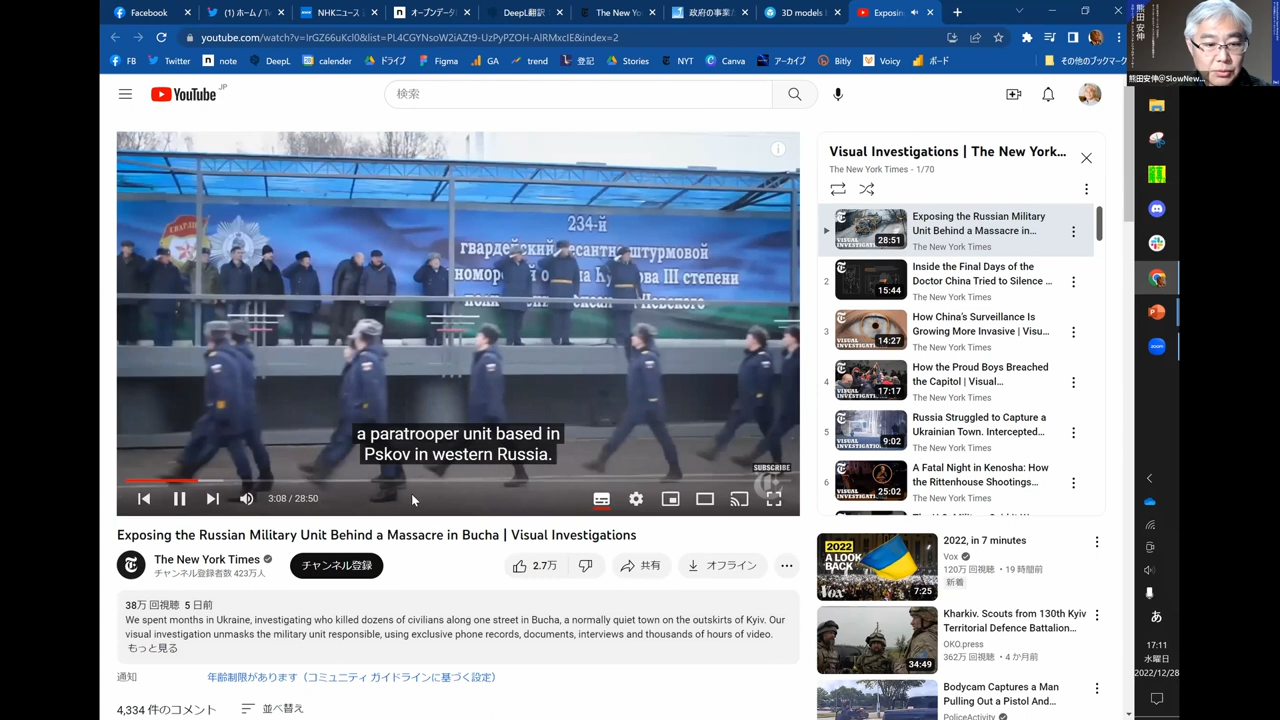 Facebook
(1) ホーム / Tw
NHKニュース
オープンデータ
DeepL翻訳
The New Yo
政府の事業が
3D models
Exposin
youtube.com/watch?v=IrGZ66uKcI0&list=PL4CGYNsoW2iAZt9-UzPyPZOH-AlRMxclE&index=2
FB
Twitter
note
DeepL
calender
ドライブ
Figma
GA
trend
登記
Stories
NYT
Canva
アーカイブ
Bitly
Voicy
ボード
その他のブックマーク
熊田安伸
熊田安伸@SlowNew...
YouTube JP
検索
234-й
гвардейский десантно-штурмовой
a paratrooper unit based in
Pskov in western Russia.
SUBSCRIBE
3:08 / 28:50
Visual Investigations | The New York...
The New York Times - 1/70
VISUAL INVESTIGATIONS
28:51
Exposing the Russian Military
Unit Behind a Massacre in...
The New York Times
2
15:44
Inside the Final Days of the
Doctor China Tried to Silence ...
The New York Times
3
14:27
How China's Surveillance Is
Growing More Invasive | Visu...
The New York Times
4
17:17
How the Proud Boys Breached
the Capitol | Visual...
The New York Times
5
9:02
Russia Struggled to Capture a
Ukrainian Town. Intercepted...
The New York Times
6
25:02
A Fatal Night in Kenosha: How
the Rittenhouse Shootings...
The New York Times
Exposing the Russian Military Unit Behind a Massacre in Bucha | Visual Investigations
The New York Times
チャンネル登録者数 423万人
チャンネル登録
2.7万
共有
オフライン
38万 回視聴 5 日前
We spent months in Ukraine, investigating who killed dozens of civilians along one street in Bucha, a normally quiet town on the outskirts of Kyiv. Our
visual investigation unmasks the military unit responsible, using exclusive phone records, documents, interviews and thousands of hours of video.
もっと見る
通知
年齢制限があります（コミュニティ ガイドラインに基づく設定）
4,334 件のコメント
並べ替え
2022
A LOOK
BACK
Vox
7:25
2022, in 7 minutes
Vox
120万 回視聴・19 時間前
新着
34:49
Kharkiv. Scouts from 130th Kyiv
Territorial Defence Battalion...
OKO.press
362万 回視聴・4 か月前
Bodycam Captures a Man
Pulling Out a Pistol And...
PoliceActivity
zoom
あ
17:11
水曜日
2022/12/28